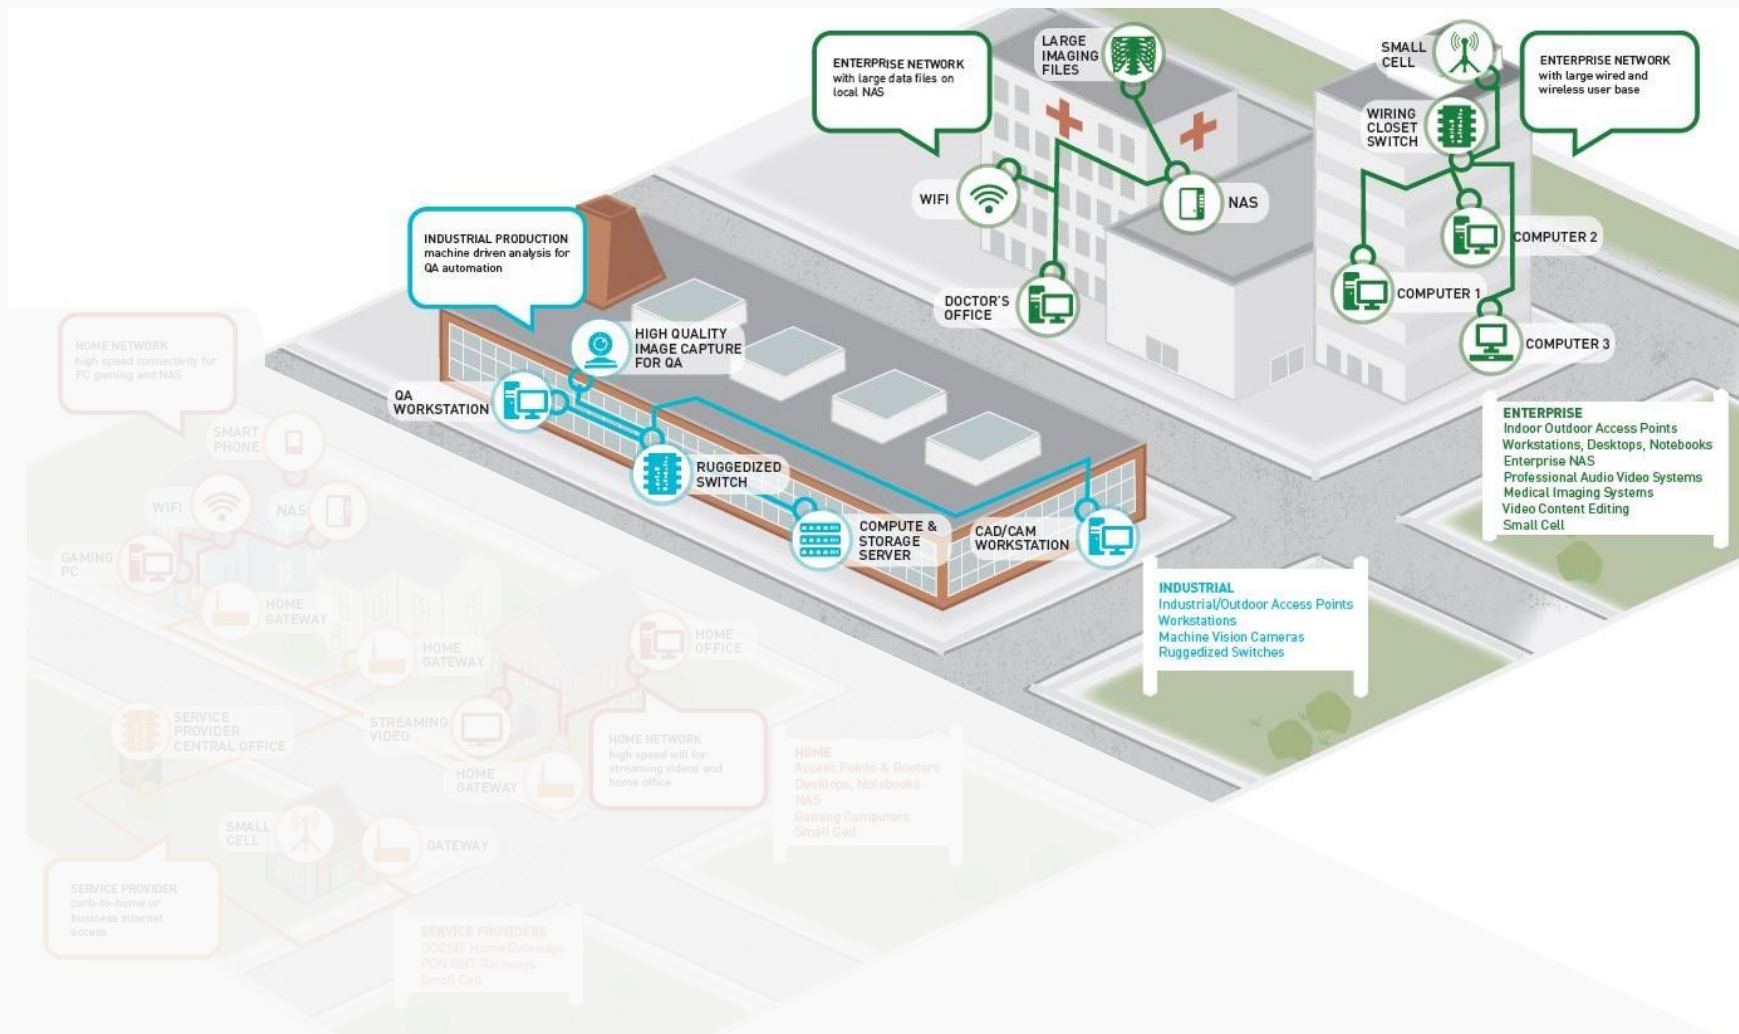 ENTERPRISE NETWORK
with large data files on
local NAS
LARGE
IMAGING
FILES
SMALL
CELL
ENTERPRISE NETWORK
with large wired and
wireless user base
WIRING
CLOSET
SWITCH
WIFI
NAS
COMPUTER 2
DOCTOR'S
OFFICE
COMPUTER 1
COMPUTER 3
INDUSTRIAL PRODUCTION
machine driven analysis for
QA automation
HIGH QUALITY
IMAGE CAPTURE
FOR QA
QA
WORKSTATION
RUGGEDIZED
SWITCH
COMPUTE &
STORAGE
SERVER
CAD/CAM
WORKSTATION
ENTERPRISE
Indoor Outdoor Access Points
Workstations, Desktops, Notebooks
Enterprise NAS
Professional Audio Video Systems
Medical Imaging Systems
Video Content Editing
Small Cell
INDUSTRIAL
Industrial/Outdoor Access Points
Workstations
Machine Vision Cameras
Ruggedized Switches
HOME NETWORK
high speed connectivity for
PC gaming and NAS
SMART
PHONE
WIFI
NAS
GAMING
PC
HOME
GATEWAY
HOME
GATEWAY
HOME
OFFICE
SERVICE
PROVIDER
CENTRAL OFFICE
STREAMING
VIDEO
HOME
GATEWAY
HOME NETWORK
high speed wifi for
streaming videos and
home office
HOME
Access Points & Routers
Desktops, Notebooks
NAS
Gaming Computers
Small Cell
SMALL
CELL
GATEWAY
SERVICE PROVIDER
curb-to-home or
business internet
access
SERVICE PROVIDERS
DOCSIS Home Gateways
PON ONT Gateways
Small Cell